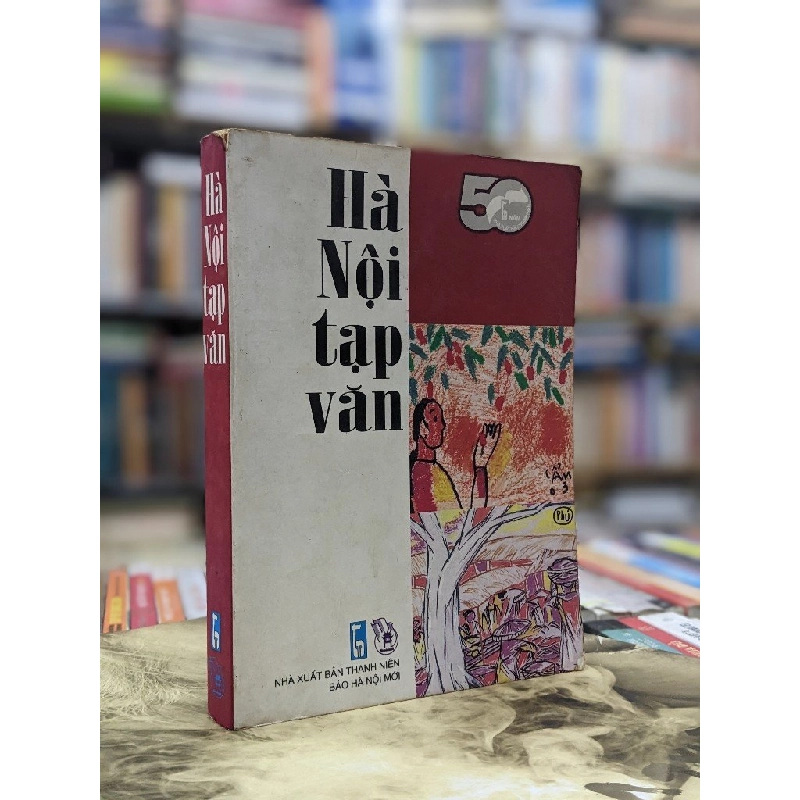 Hà
Nội
tạp
văn
Hà
Nội
tạp
văn
50
NHÀ XUẤT BẢN THANH NIÊN
BÁO HÀ NỘI MỚI